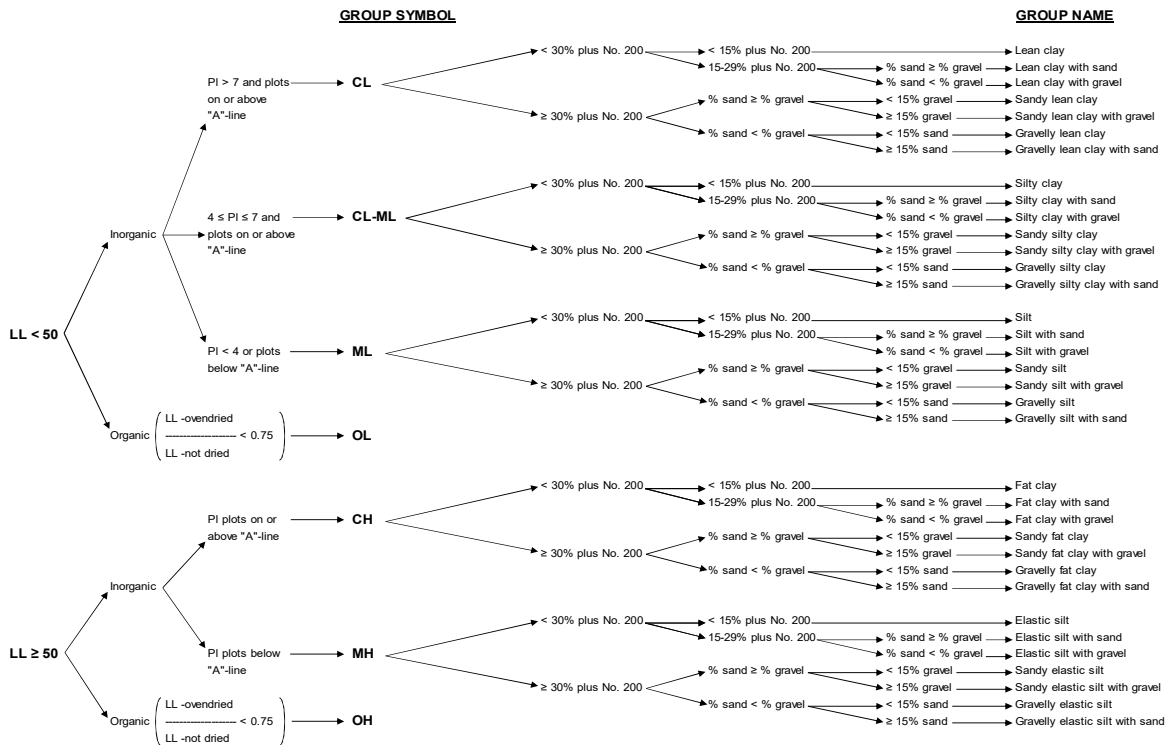 GROUP SYMBOL GROUP NAME
< 30% plus No. 200 < 15% plus No. 200 Lean clay
15-29% plus No. 200 % sand ≥ % gravel Lean clay with sand
% sand < % gravel Lean clay with gravel
PI > 7 and plots
on or above
"A"-line
CL
≥ 30% plus No. 200 % sand ≥ % gravel < 15% gravel Sandy lean clay
≥ 15% gravel Sandy lean clay with gravel
% sand < % gravel < 15% sand Gravelly lean clay
≥ 15% sand Gravelly lean clay with sand
< 30% plus No. 200 < 15% plus No. 200 Silty clay
15-29% plus No. 200 % sand ≥ % gravel Silty clay with sand
% sand < % gravel Silty clay with gravel
4 ≤ PI ≤ 7 and
plots on or above
"A"-line
CL-ML
Inorganic
≥ 30% plus No. 200 % sand ≥ % gravel < 15% gravel Sandy silty clay
≥ 15% gravel Sandy silty clay with gravel
% sand < % gravel < 15% sand Gravelly silty clay
≥ 15% sand Gravelly silty clay with sand
LL < 50
< 30% plus No. 200 < 15% plus No. 200 Silt
15-29% plus No. 200 % sand ≥ % gravel Silt with sand
% sand < % gravel Silt with gravel
PI < 4 or plots
below "A"-line
ML
≥ 30% plus No. 200 % sand ≥ % gravel < 15% gravel Sandy silt
≥ 15% gravel Sandy silt with gravel
% sand < % gravel < 15% sand Gravelly silt
≥ 15% sand Gravelly silt with sand
LL -ovendried
Organic --------------------- < 0.75 OL
LL -not dried
< 30% plus No. 200 < 15% plus No. 200 Fat clay
15-29% plus No. 200 % sand ≥ % gravel Fat clay with sand
% sand < % gravel Fat clay with gravel
PI plots on or
above "A"-line
CH
≥ 30% plus No. 200 % sand ≥ % gravel < 15% gravel Sandy fat clay
≥ 15% gravel Sandy fat clay with gravel
% sand < % gravel < 15% sand Gravelly fat clay
≥ 15% sand Gravelly fat clay with sand
Inorganic
LL ≥ 50
< 30% plus No. 200 < 15% plus No. 200 Elastic silt
15-29% plus No. 200 % sand ≥ % gravel Elastic silt with sand
% sand < % gravel Elastic silt with gravel
PI plots below
"A"-line
MH
≥ 30% plus No. 200 % sand ≥ % gravel < 15% gravel Sandy elastic silt
≥ 15% gravel Sandy elastic silt with gravel
% sand < % gravel < 15% sand Gravelly elastic silt
≥ 15% sand Gravelly elastic silt with sand
LL -ovendried
Organic --------------------- < 0.75 OH
LL -not dried